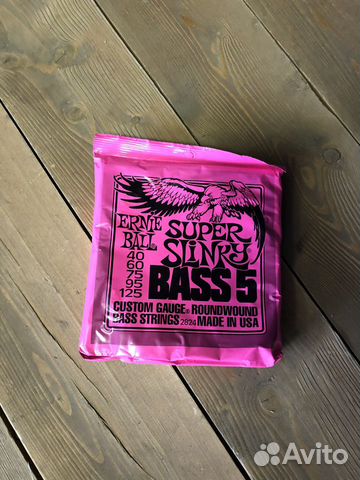 ERNIE BALL
SUPER
SLINKY
BASS 5
40
60
75
95
125
CUSTOM GAUGE® ROUNDWOUND
BASS STRINGS 2824 MADE IN USA
Avito